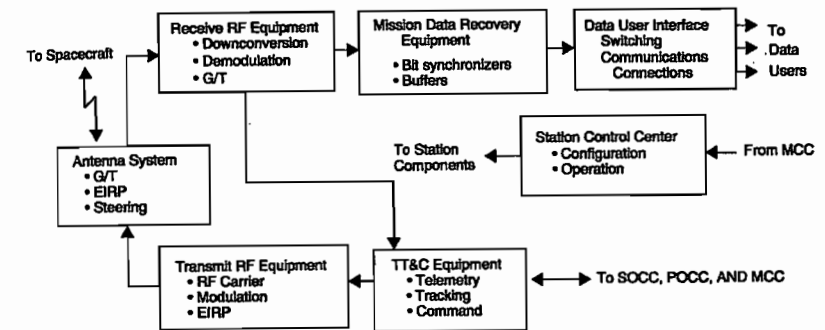 Receive RF Equipment
• Downconversion
• Demodulation
• G/T
Mission Data Recovery
Equipment
• Bit synchronizers
• Buffers
Data User Interface
Switching
Communications
Connections
To
Data
Users
To Spacecraft
Antenna System
• G/T
• EIRP
• Steering
To Station
Components
Station Control Center
• Configuration
• Operation
From MCC
Transmit RF Equipment
• RF Carrier
• Modulation
• EIRP
TT&C Equipment
• Telemetry
• Tracking
• Command
To SOCC, POCC, AND MCC